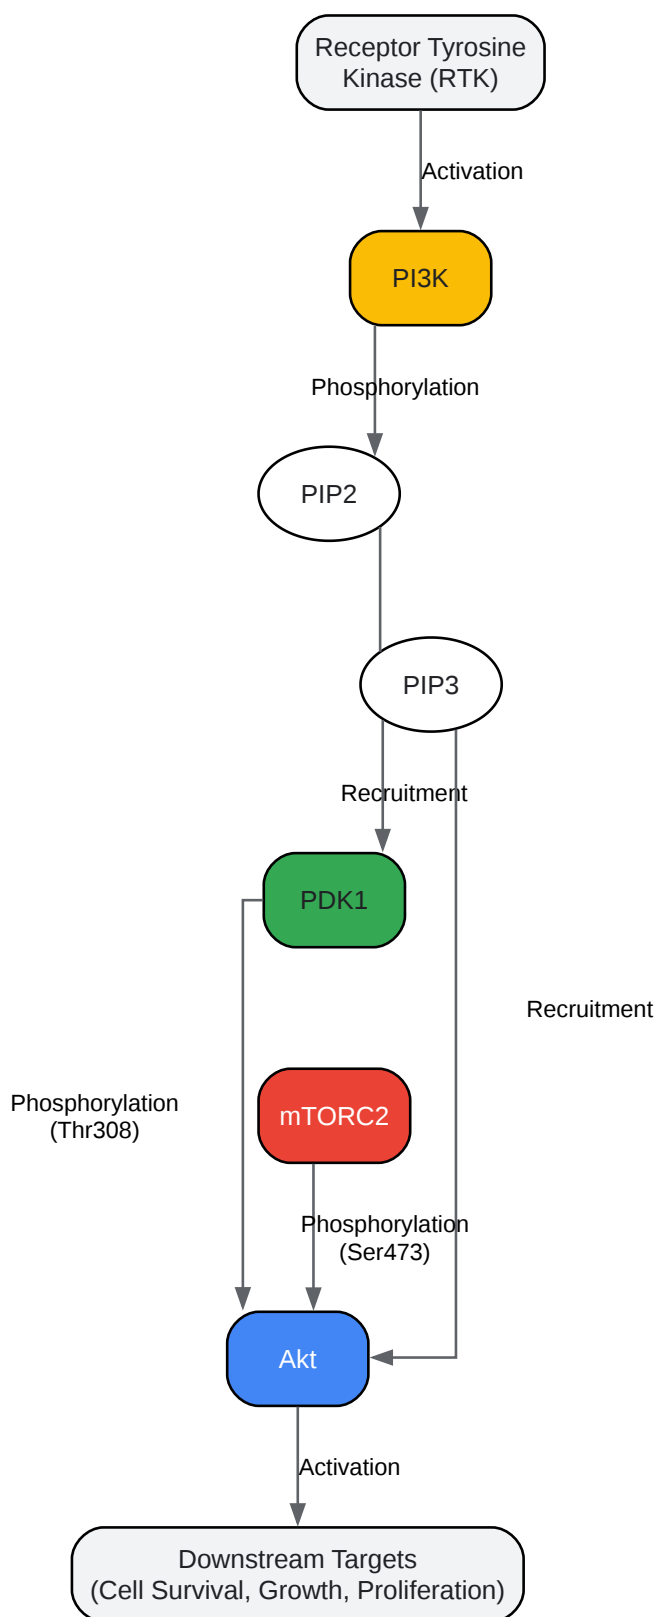 Receptor Tyrosine
Kinase (RTK)
Activation
PI3K
Phosphorylation
PIP2
PIP3
Recruitment
PDK1
Recruitment
Phosphorylation
(Thr308)
mTORC2
Phosphorylation
(Ser473)
Akt
Activation
Downstream Targets
(Cell Survival, Growth, Proliferation)